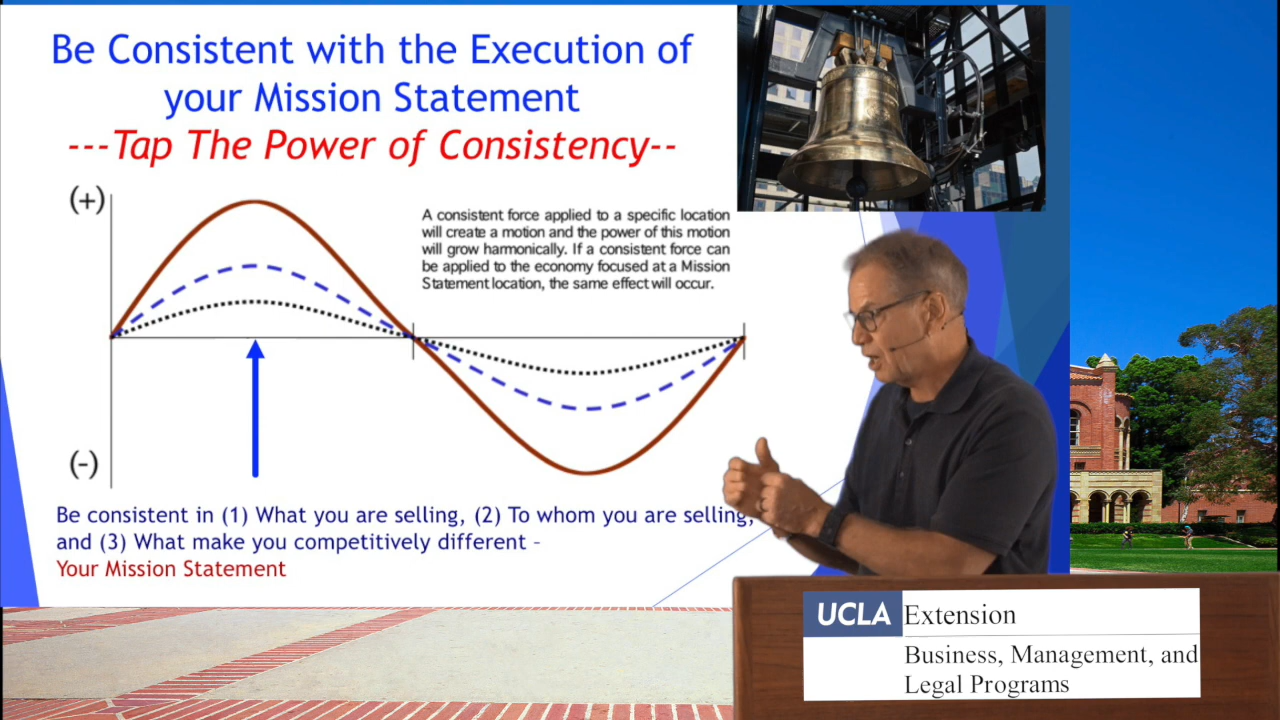 Be Consistent with the Execution of
your Mission Statement
---Tap The Power of Consistency--
(+)
A consistent force applied to a specific location
will create a motion and the power of this motion
will grow harmonically. If a consistent force can
be applied to the economy focused at a Mission
Statement location, the same effect will occur.
(-)
Be consistent in (1) What you are selling, (2) To whom you are selling,
and (3) What make you competitively different –
Your Mission Statement
UCLA Extension
Business, Management, and
Legal Programs